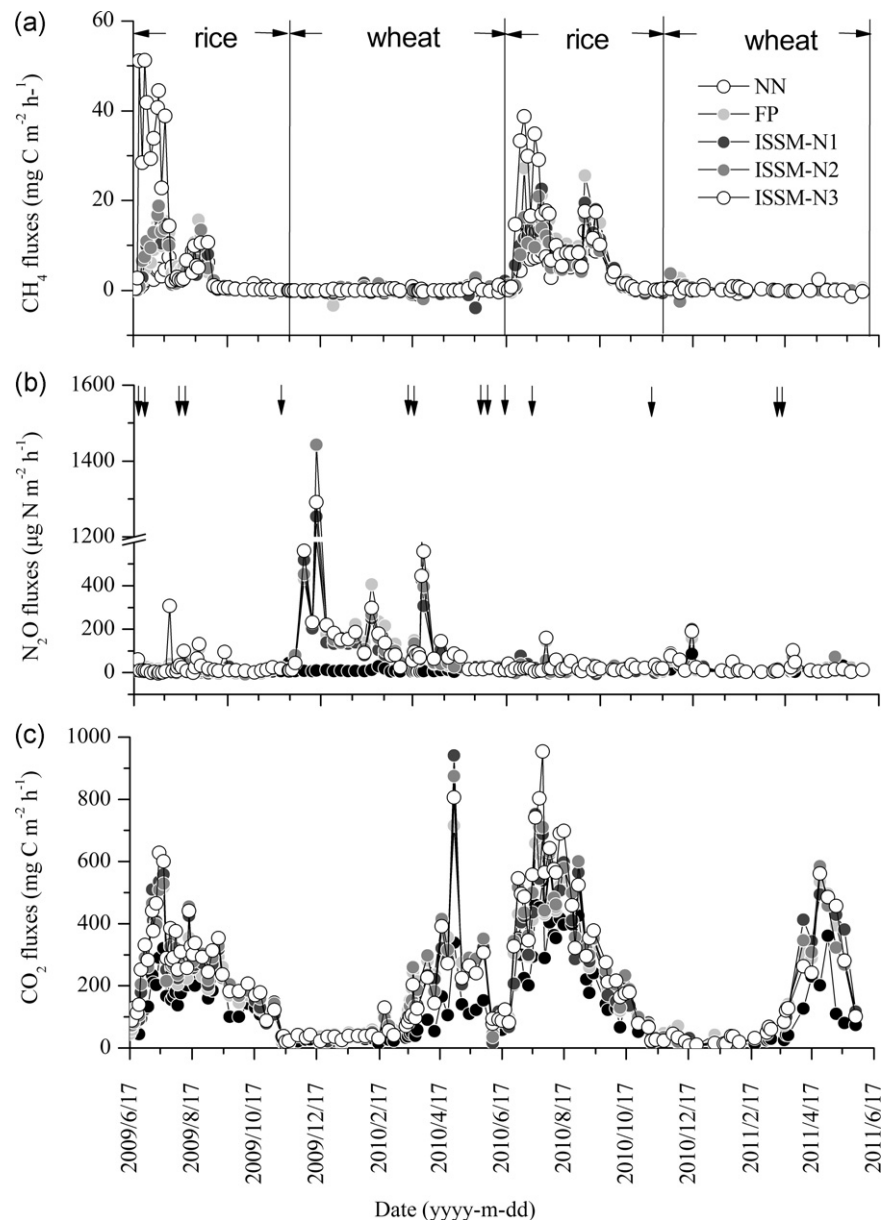 (a)
60
40
20
0
CH4 fluxes (mg C m-2 h-)
rice
wheat
rice
wheat
NN
FP
ISSM-N1
ISSM-N2
ISSM-N3
(b)
1600
1400
1200
400
200
0
N2O fluxes (µg N m-2 h-1)
(c)
1000
800
600
400
200
0
CO2 fluxes (mg C m-2 h-1)
2009/6/17
2009/8/17
2009/10/17
2009/12/17
2010/2/17
2010/4/17
2010/6/17
2010/8/17
2010/10/17
2010/12/17
2011/2/17
2011/4/17
2011/6/17
Date (yyyy-m-dd)